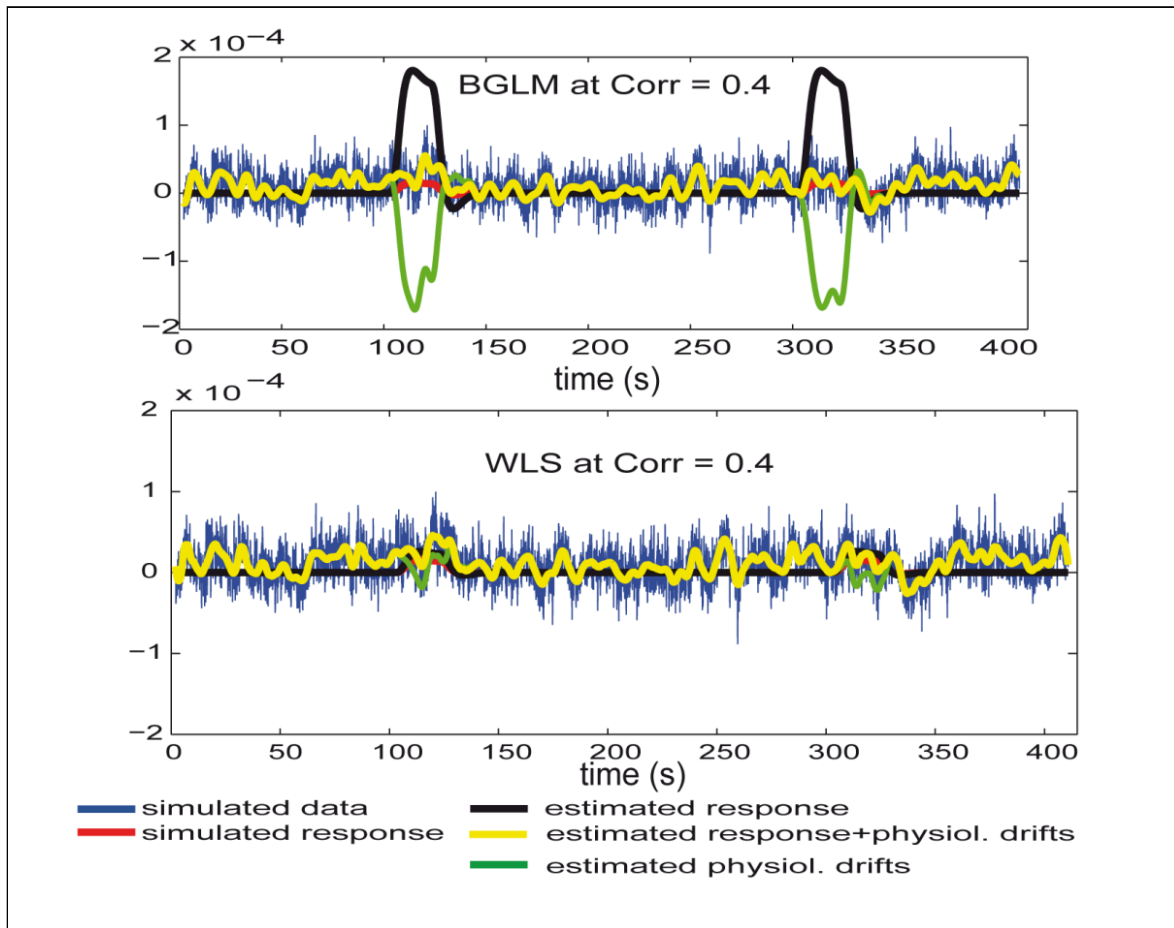 2 × 10⁻⁴
BGLM at Corr = 0.4
1
0
−1
−2
0 50 100 150 200 250 300 350 400
time (s)
× 10⁻⁴
2
WLS at Corr = 0.4
1
0
−1
−2
0 50 100 150 200 250 300 350 400
time (s)
simulated data estimated response
simulated response estimated response+physiol. drifts
estimated physiol. drifts